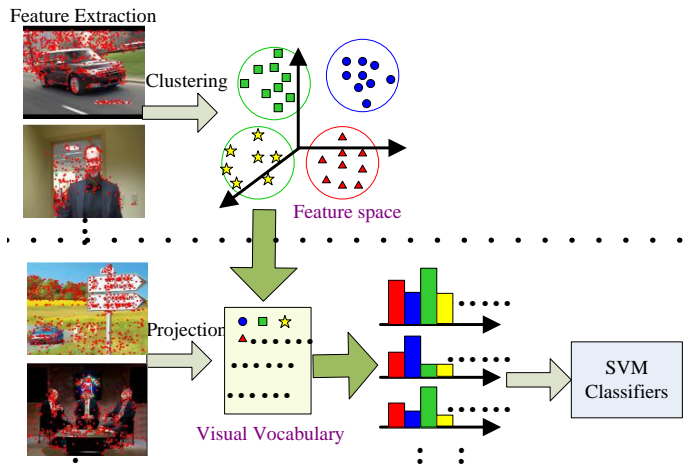 Feature Extraction
Clustering
Feature space
Projection
Visual Vocabulary
SVM
Classifiers